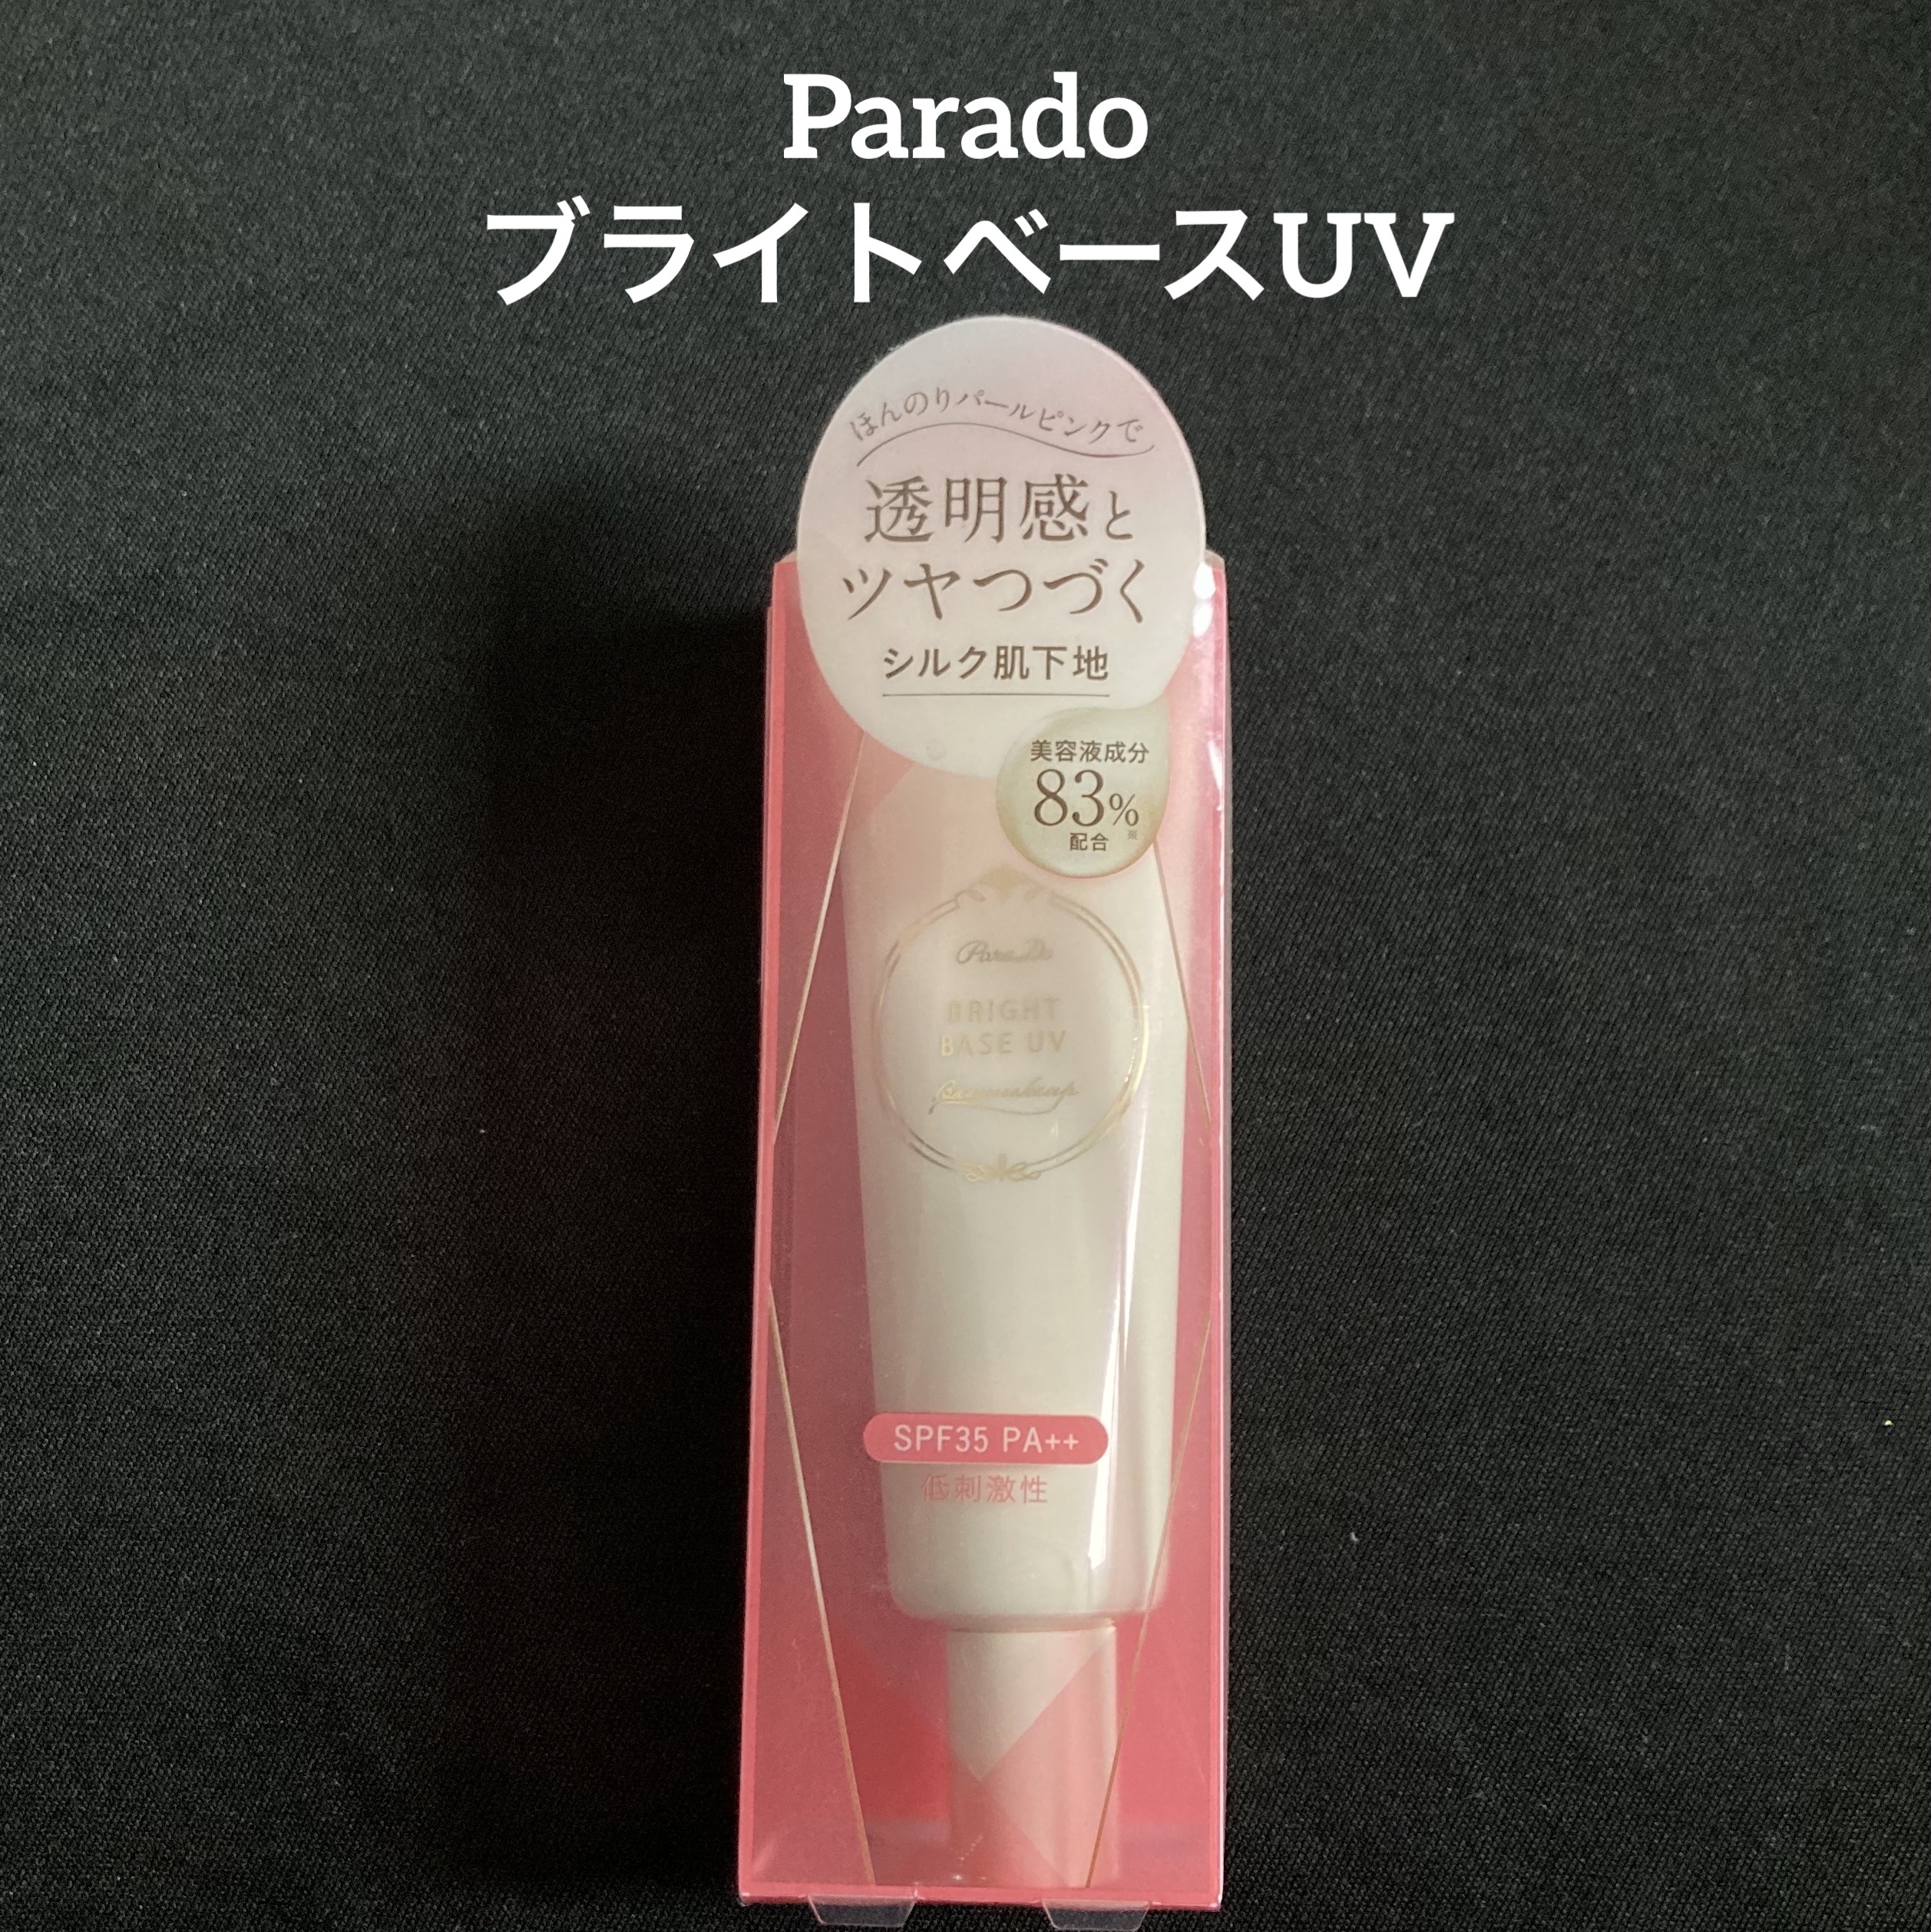 Parado
ブライトベースUV
ほんのりパールピンクで
透明感と
ツヤつづく
シルク肌下地
美容液成分
83%
配合 ※
ParaDo
BRIGHT
BASE UV
SPF35 PA++
低刺激性